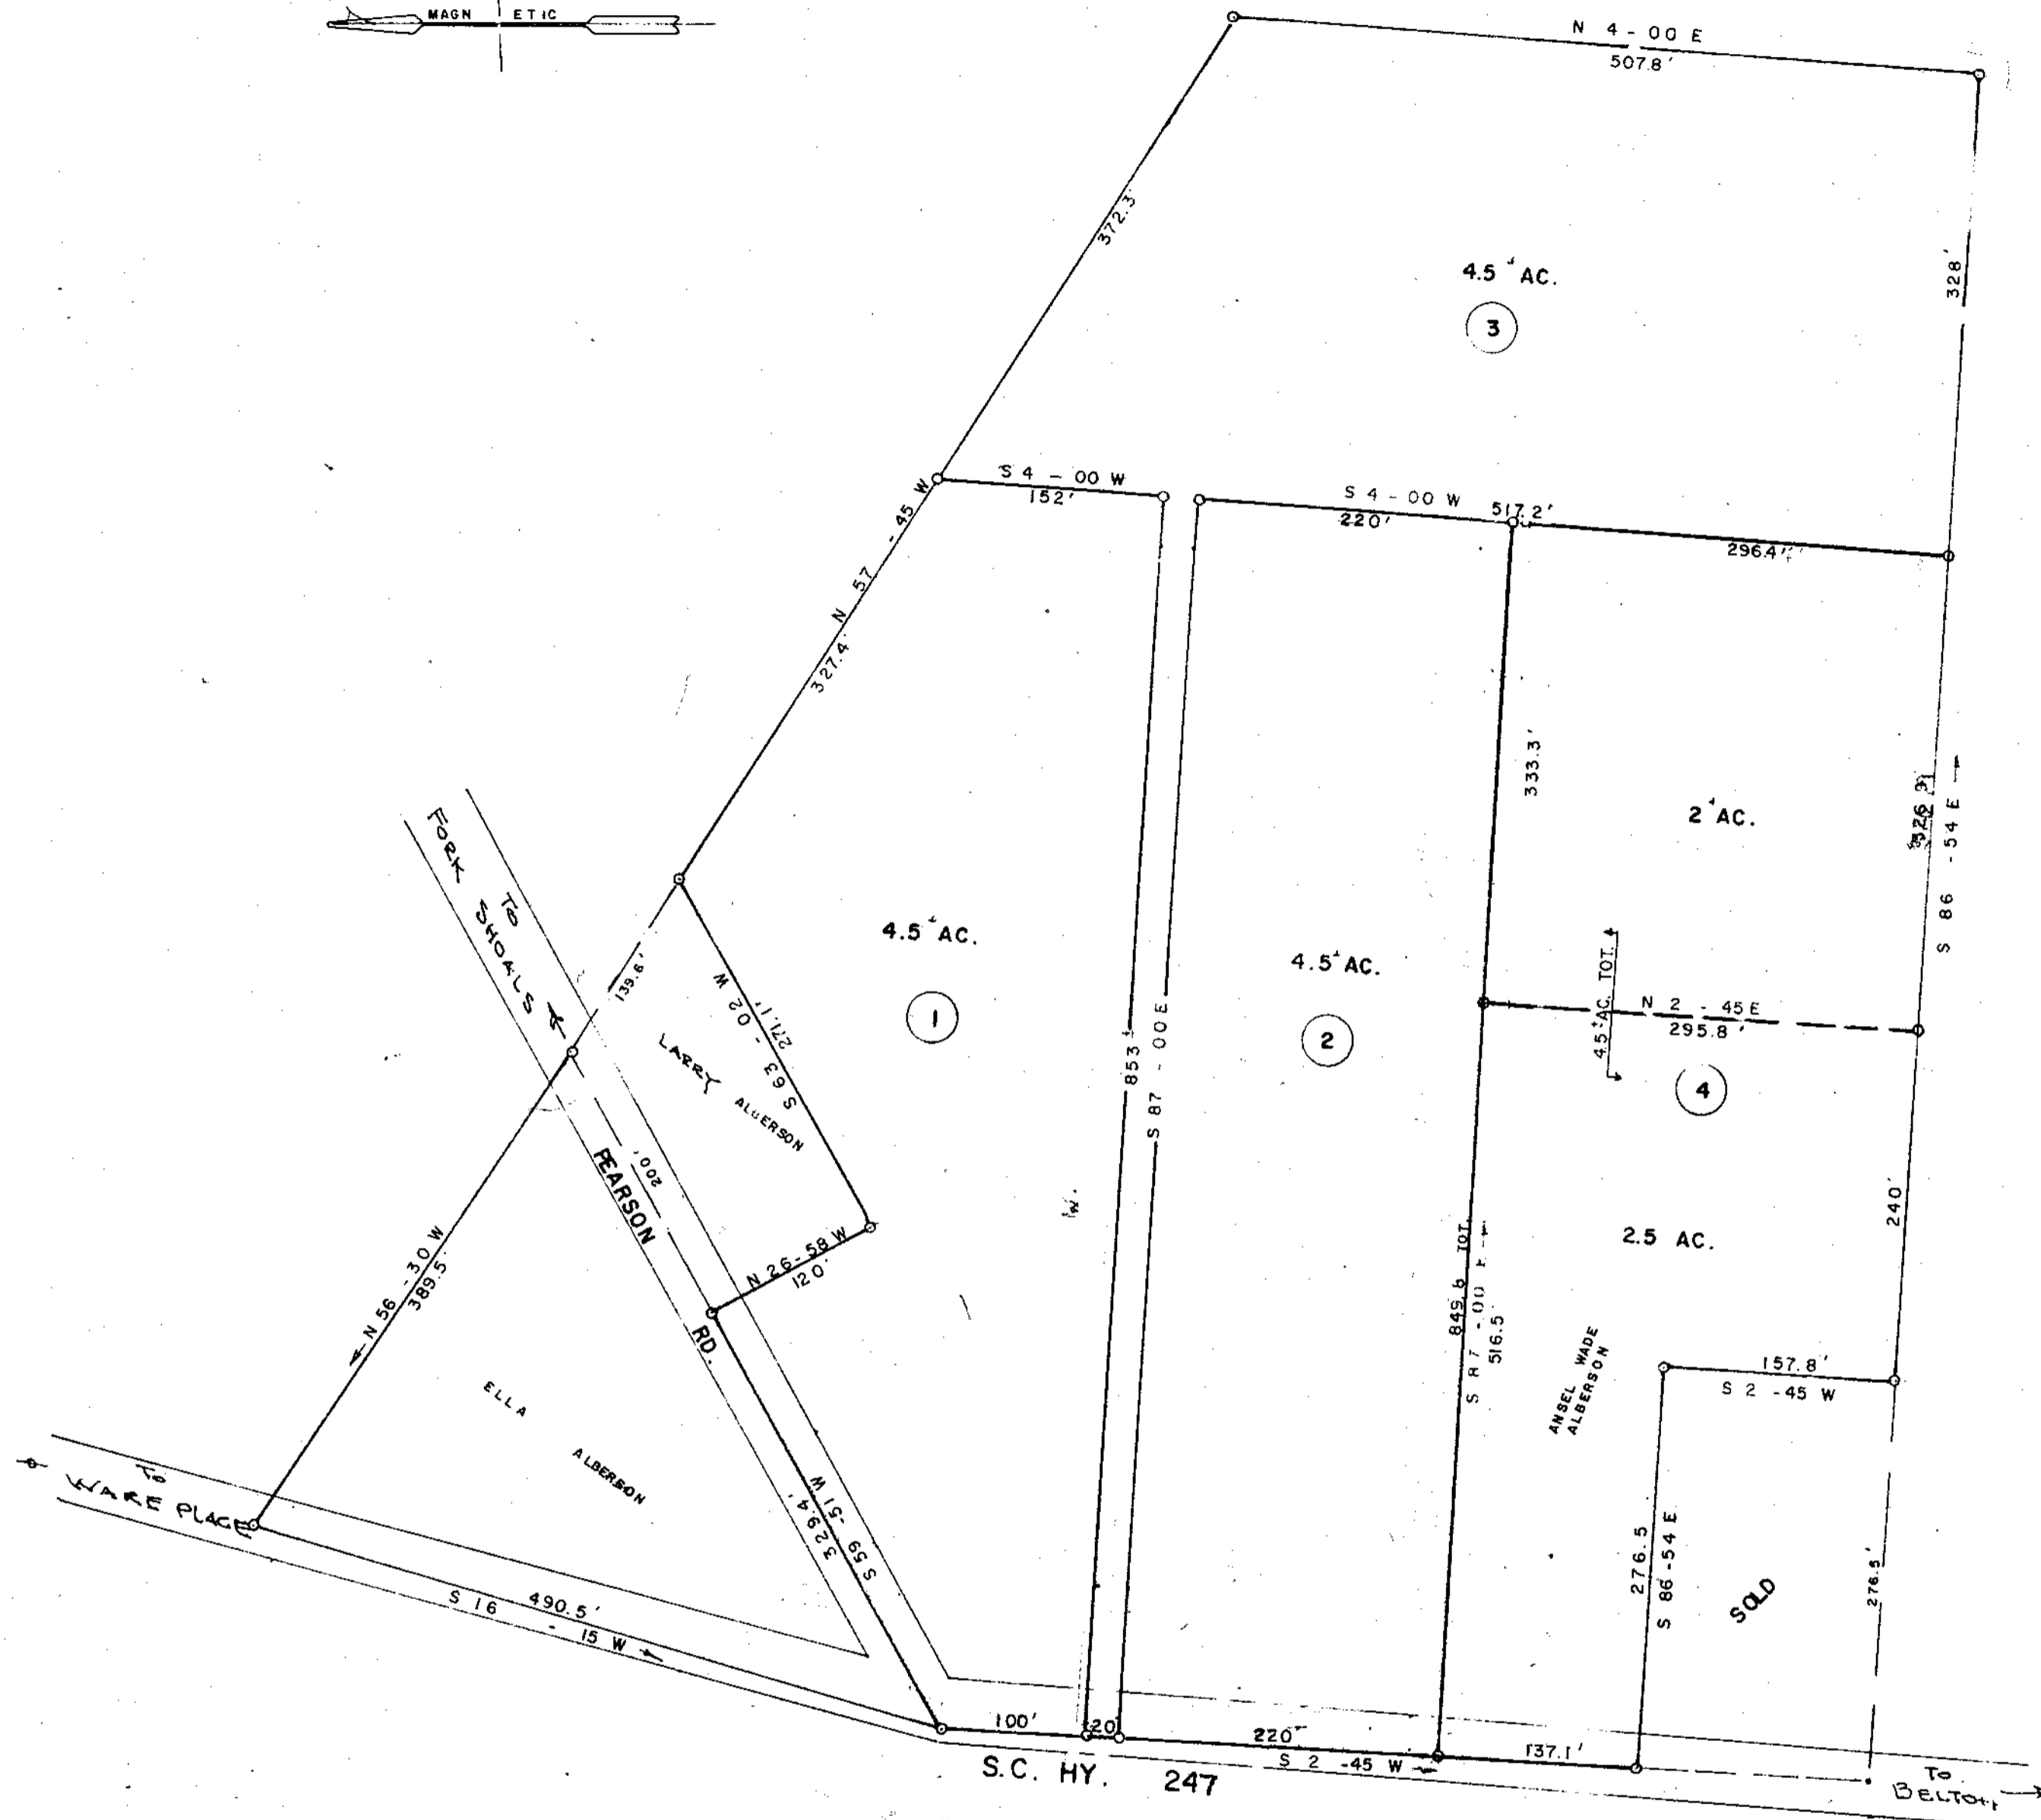 MAGNETIC
N 4-00 E
507.8'
372.3'
328'
4.5± AC.
3
S 4-00 W
152'
S 4-00 W
517.2'
220'
296.4'
N 57-45 W
327.4'
333.3'
2± AC.
S 86-54 E
TO
FORK SHOALS
139.6'
S 63-02 W
271.1'
LARRY ALBERSON
4.5± AC.
1
4.5± AC.
2
4.5± AC. TOT.
N 2-45 E
295.8'
4
853±
S 87-00 E
200'
PEARSON RD.
N 26-58 W
120'
N 56-30 W
389.5'
ELLA ALBERSON
S 59-51 W
329.4'
849.8 TOT.
S 87-00 E
516.5'
2.5 AC.
240'
ANSEL WADE
ALBERSON
157.8'
S 2-45 W
276.5
S 86-54 E
SOLD
276.5'
TO
WARE PLACE
490.5'
S 16-15 W
100'
20'
220'
S 2-45 W
137.1'
S.C. HY. 247
TO
BELTON